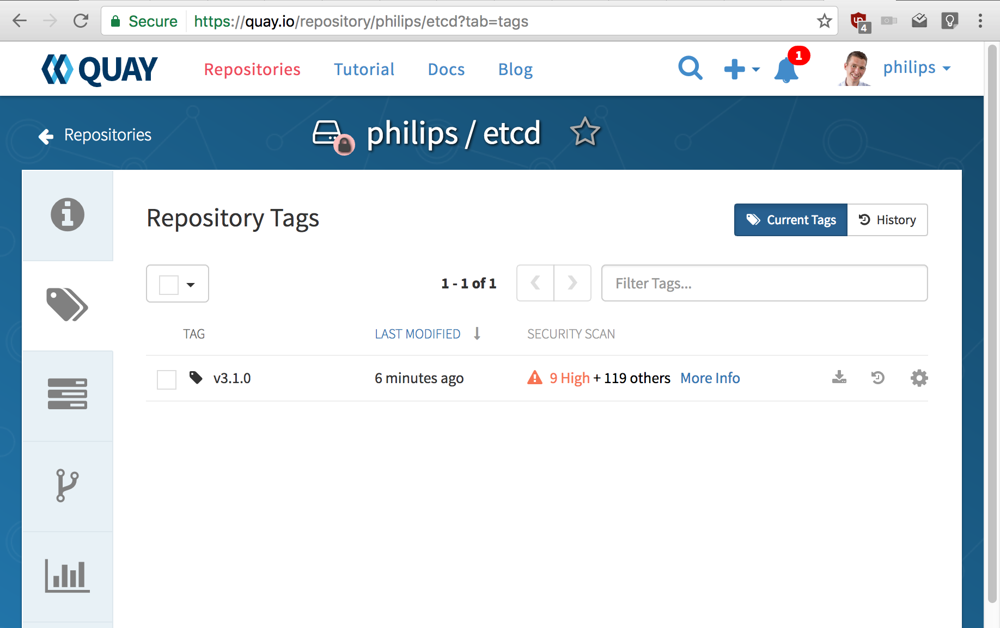 Secure https://quay.io/repository/philips/etcd?tab=tags
4
QUAY Repositories Tutorial Docs Blog 1 philips
Repositories philips / etcd
Repository Tags Current Tags History
1 - 1 of 1 Filter Tags...
TAG LAST MODIFIED SECURITY SCAN
v3.1.0 6 minutes ago 9 High + 119 others More Info